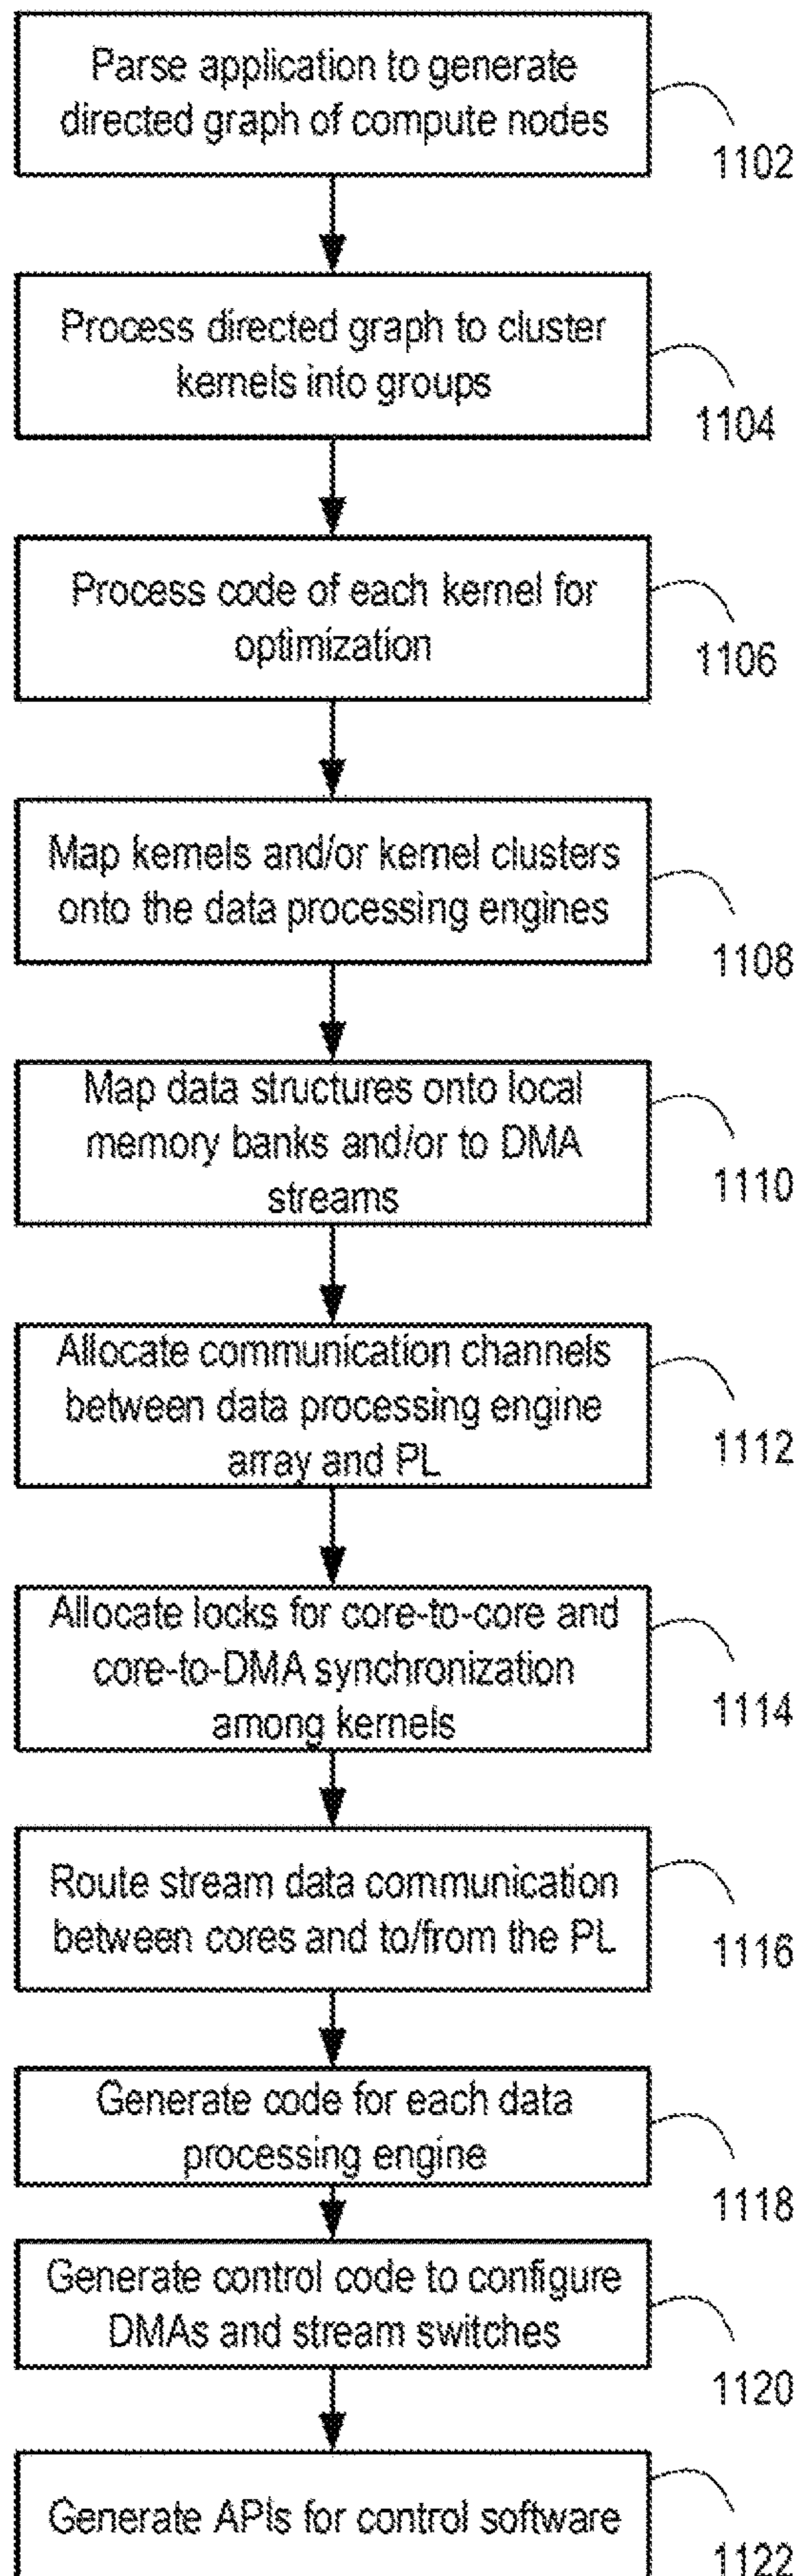 Parse application to generate
directed graph of compute nodes
1102
Process directed graph to cluster
kernels into groups
1104
Process code of each kernel for
optimization
1106
Map kernels and/or kernel clusters
onto the data processing engines
1108
Map data structures onto local
memory banks and/or to DMA
streams
1110
Allocate communication channels
between data processing engine
array and PL
1112
Allocate locks for core-to-core and
core-to-DMA synchronization
among kernels
1114
Route stream data communication
between cores and to/from the PL
1116
Generate code for each data
processing engine
1118
Generate control code to configure
DMAs and stream switches
1120
Generate APIs for control software
1122